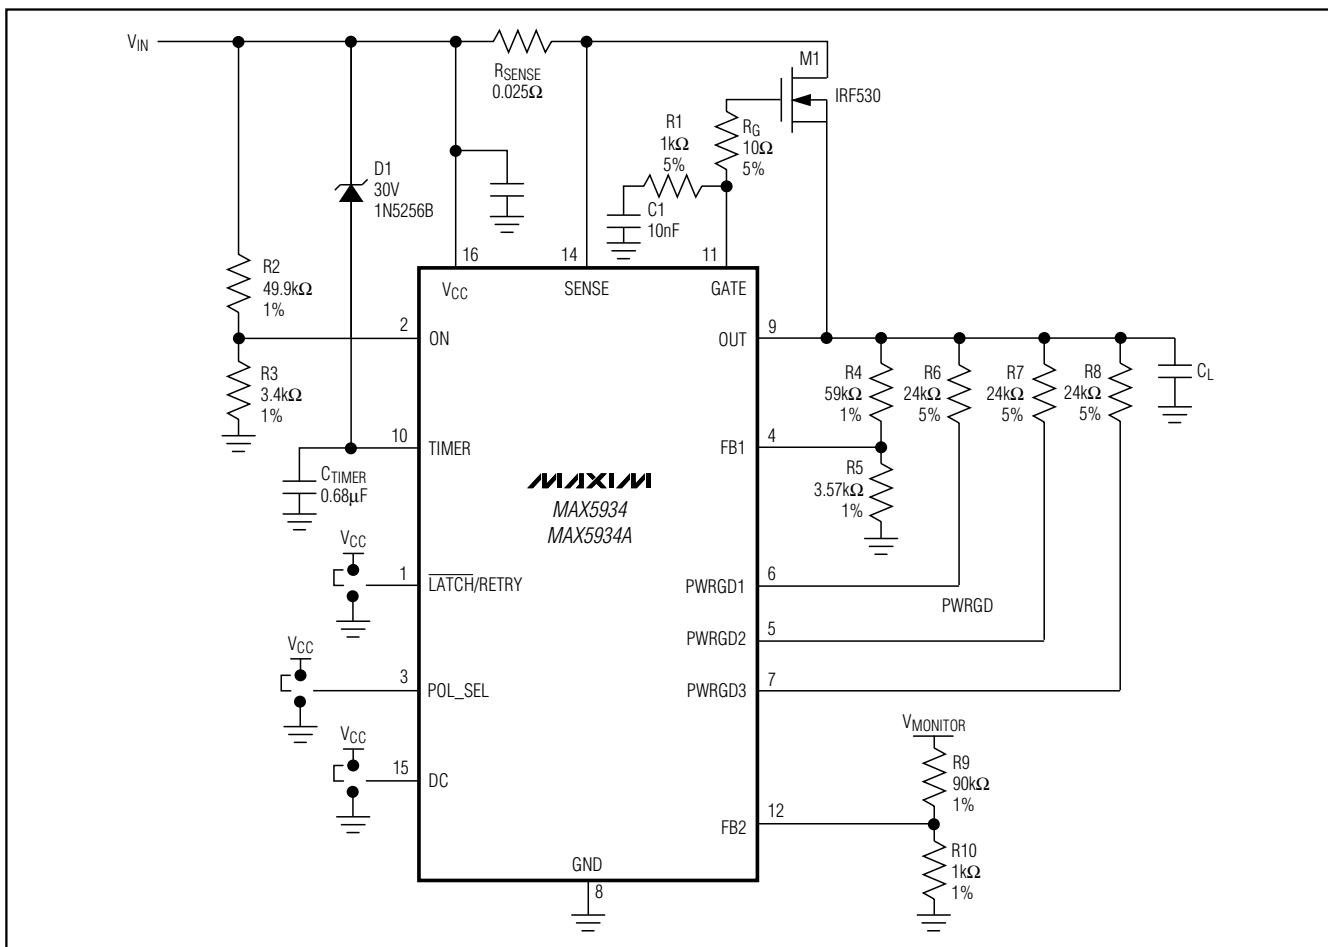 VIN
RSENSE
0.025Ω
M1
IRF530
R1
1kΩ
5%
RG
10Ω
5%
D1
30V
1N5256B
C1
10nF
16
14
11
VCC
SENSE
GATE
R2
49.9kΩ
1%
2
ON
OUT
9
R3
3.4kΩ
1%
R4
59kΩ
1%
R6
24kΩ
5%
R7
24kΩ
5%
R8
24kΩ
5%
CL
10
TIMER
FB1
4
CTIMER
0.68µF
R5
3.57kΩ
1%
MAXIM
MAX5934
MAX5934A
VCC
1
LATCH/RETRY
PWRGD1
6
PWRGD
PWRGD2
5
VCC
3
POL_SEL
PWRGD3
7
VCC
15
DC
VMONITOR
R9
90kΩ
1%
FB2
12
R10
1kΩ
1%
GND
8